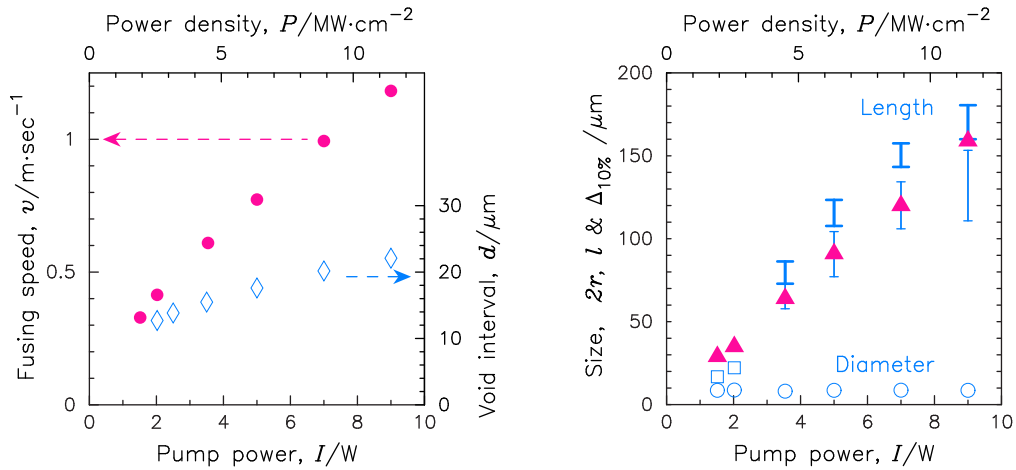 Power density, P/MW·cm⁻²
0 5 10
Fusing speed, v/m·sec⁻¹
1
0.5
0
30
20
10
0
Void interval, d/μm
0 2 4 6 8 10
Pump power, I/W
Power density, P/MW·cm⁻²
0 5 10
Size, 2r, l & Δ10% /μm
200
150
100
50
0
Length
Diameter
0 2 4 6 8 10
Pump power, I/W